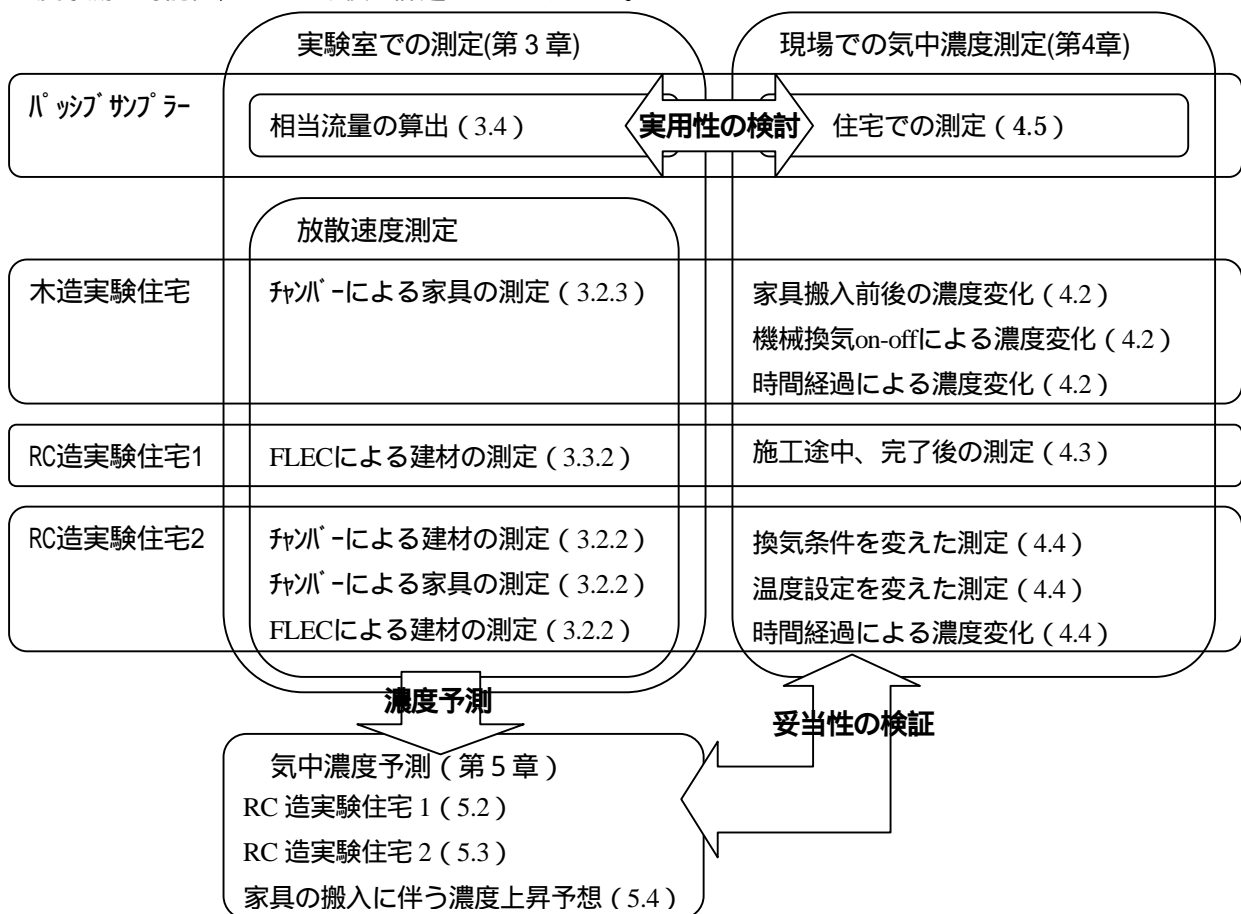 実験室での測定(第３章)
現場での気中濃度測定(第4章)
ﾊﾟｯｼﾌﾞｻﾝﾌﾟﾗｰ
相当流量の算出（3.4）
実用性の検討
住宅での測定（4.5）
放散速度測定
木造実験住宅
ﾁｬﾝﾊﾞｰによる家具の測定（3.2.3）
家具搬入前後の濃度変化（4.2）
機械換気on-offによる濃度変化（4.2）
時間経過による濃度変化（4.2）
RC造実験住宅1
FLECによる建材の測定（3.3.2）
施工途中、完了後の測定（4.3）
RC造実験住宅2
ﾁｬﾝﾊﾞｰによる建材の測定（3.2.2）
換気条件を変えた測定（4.4）
ﾁｬﾝﾊﾞｰによる家具の測定（3.2.2）
温度設定を変えた測定（4.4）
FLECによる建材の測定（3.2.2）
時間経過による濃度変化（4.4）
濃度予測
妥当性の検証
気中濃度予測（第５章）
RC 造実験住宅 1（5.2）
RC 造実験住宅 2（5.3）
家具の搬入に伴う濃度上昇予想（5.4）